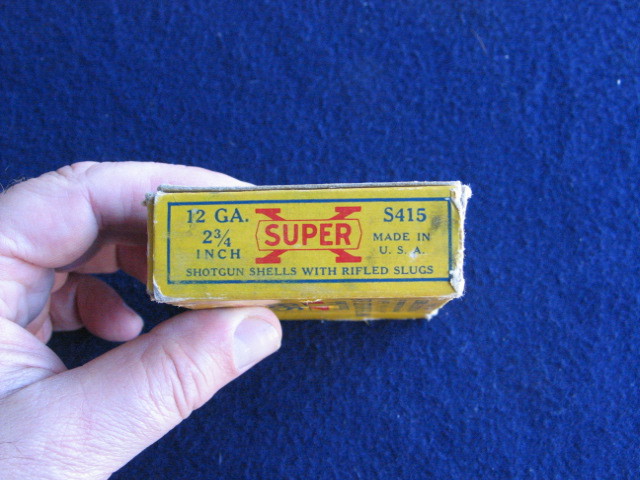 12 GA.
2¾
INCH
SUPER X
S415
MADE IN
U. S. A.
SHOTGUN SHELLS WITH RIFLED SLUGS